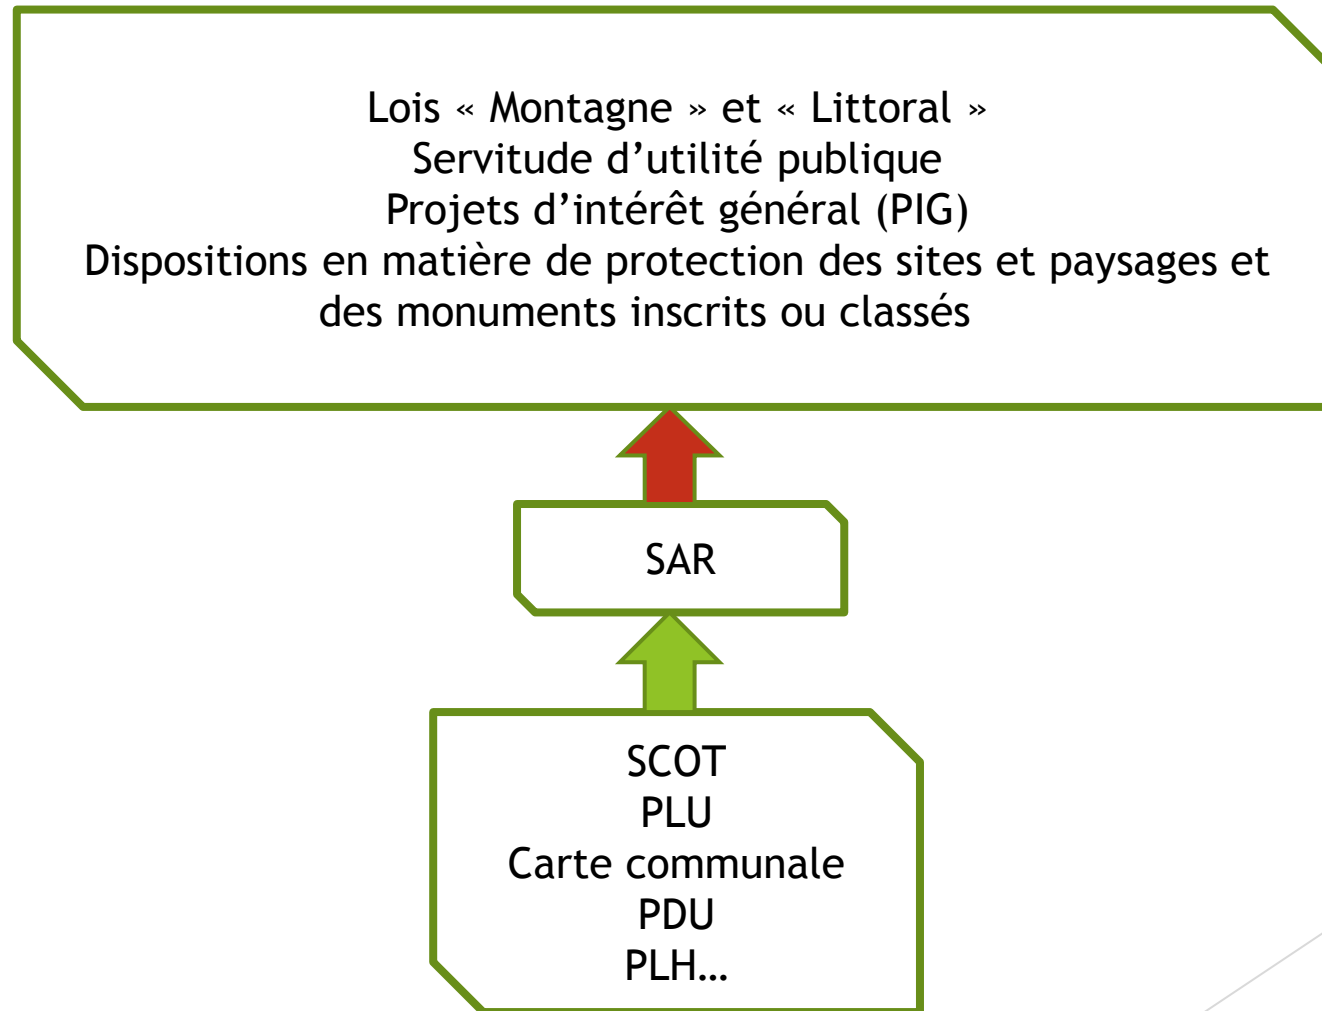 Lois « Montagne » et « Littoral »
Servitude d’utilité publique
Projets d’intérêt général (PIG)
Dispositions en matière de protection des sites et paysages et
des monuments inscrits ou classés
SAR
SCOT
PLU
Carte communale
PDU
PLH…